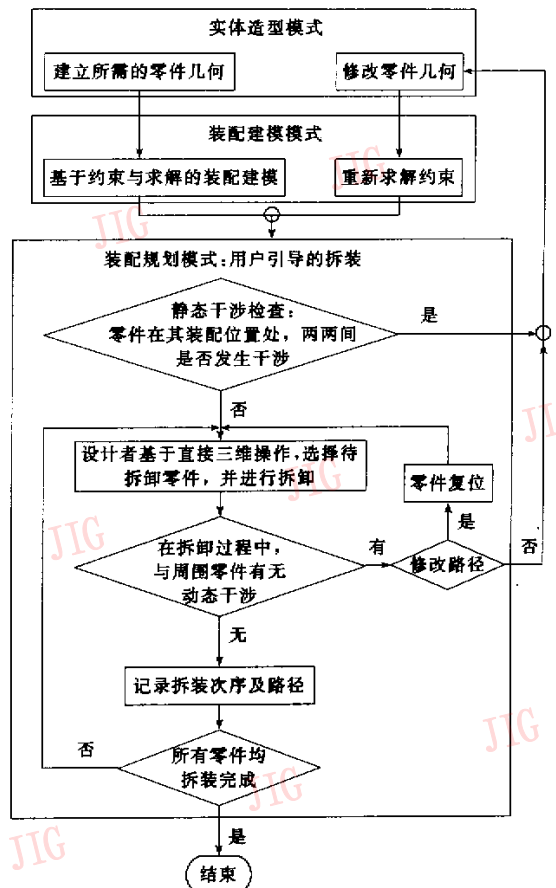 实体造型模式
建立所需的零件几何
修改零件几何
装配建模模式
基于约束与求解的装配建模
重新求解约束
装配规划模式:用户引导的拆装
静态干涉检查:
零件在其装配位置处,两两间
是否发生干涉
是
否
设计者基于直接三维操作,选择待
拆卸零件,并进行拆卸
零件复位
是
在拆卸过程中,
与周围零件有无
动态干涉
有
修改路径
否
无
记录拆装次序及路径
否
所有零件均
拆装完成
是
结束
JIG
JIG
JIG
JIG
JIG
JIG
JIG
JIG